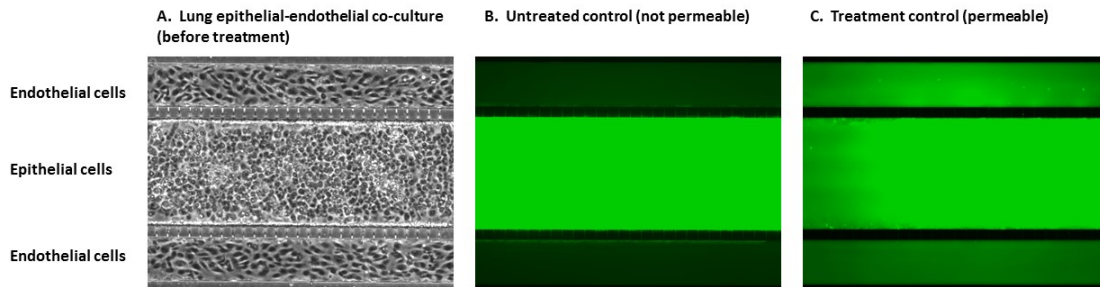 A.  Lung epithelial-endothelial co-culture
(before treatment)
B.  Untreated control (not permeable)
C.  Treatment control (permeable)
Endothelial cells
Epithelial cells
Endothelial cells